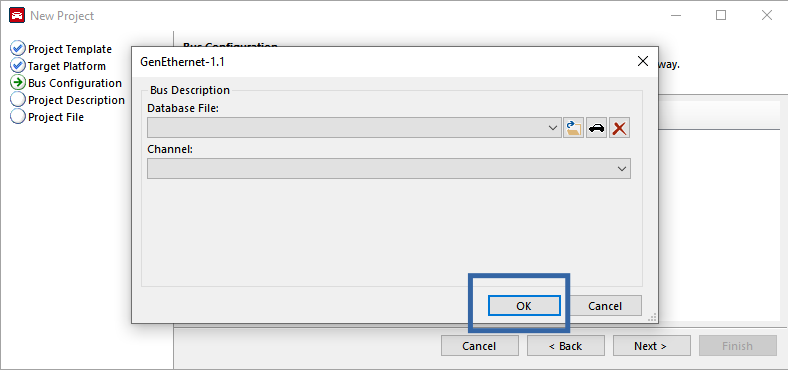 New Project
Project Template
Target Platform
Bus Configuration
Project Description
Project File
Bus Configuration
way.
GenEthernet-1.1
Bus Description
Database File:
Channel:
OK
Cancel
Cancel
< Back
Next >
Finish